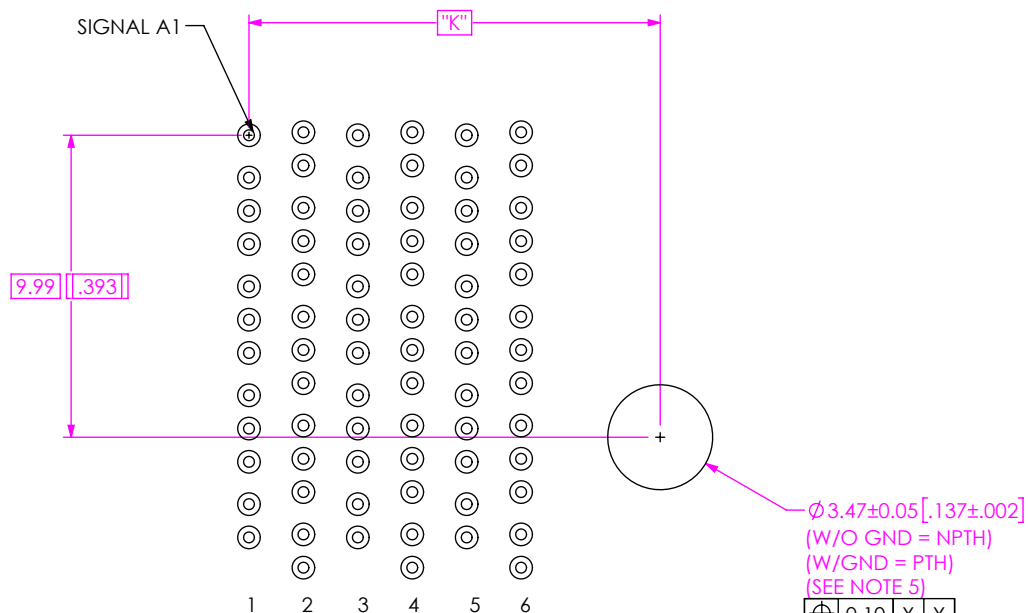 "K"
SIGNAL A1
9.99 [.393]
Ø3.47±0.05[.137±.002]
(W/O GND = NPTH)
(W/GND = PTH)
(SEE NOTE 5)
1 2 3 4 5 6